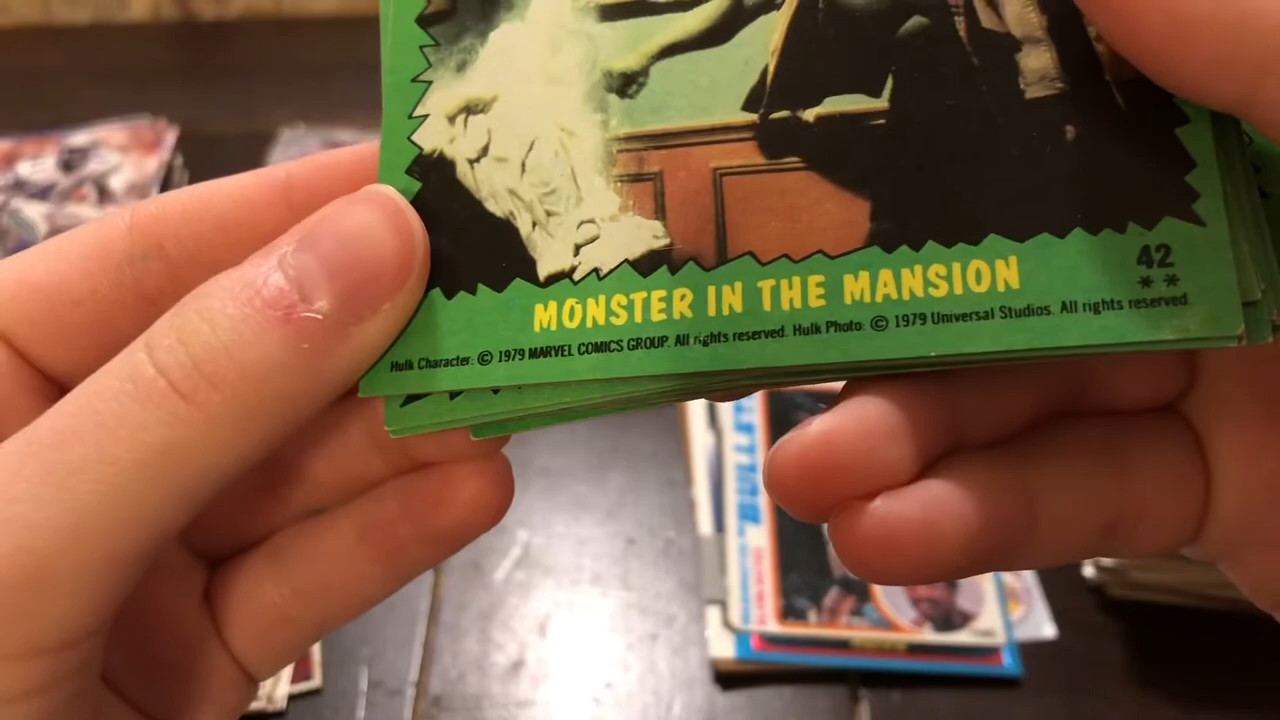 MONSTER IN THE MANSION
42
**
Hulk Character: © 1979 MARVEL COMICS GROUP. All rights reserved. Hulk Photo: © 1979 Universal Studios. All rights reserved.
BULLETS